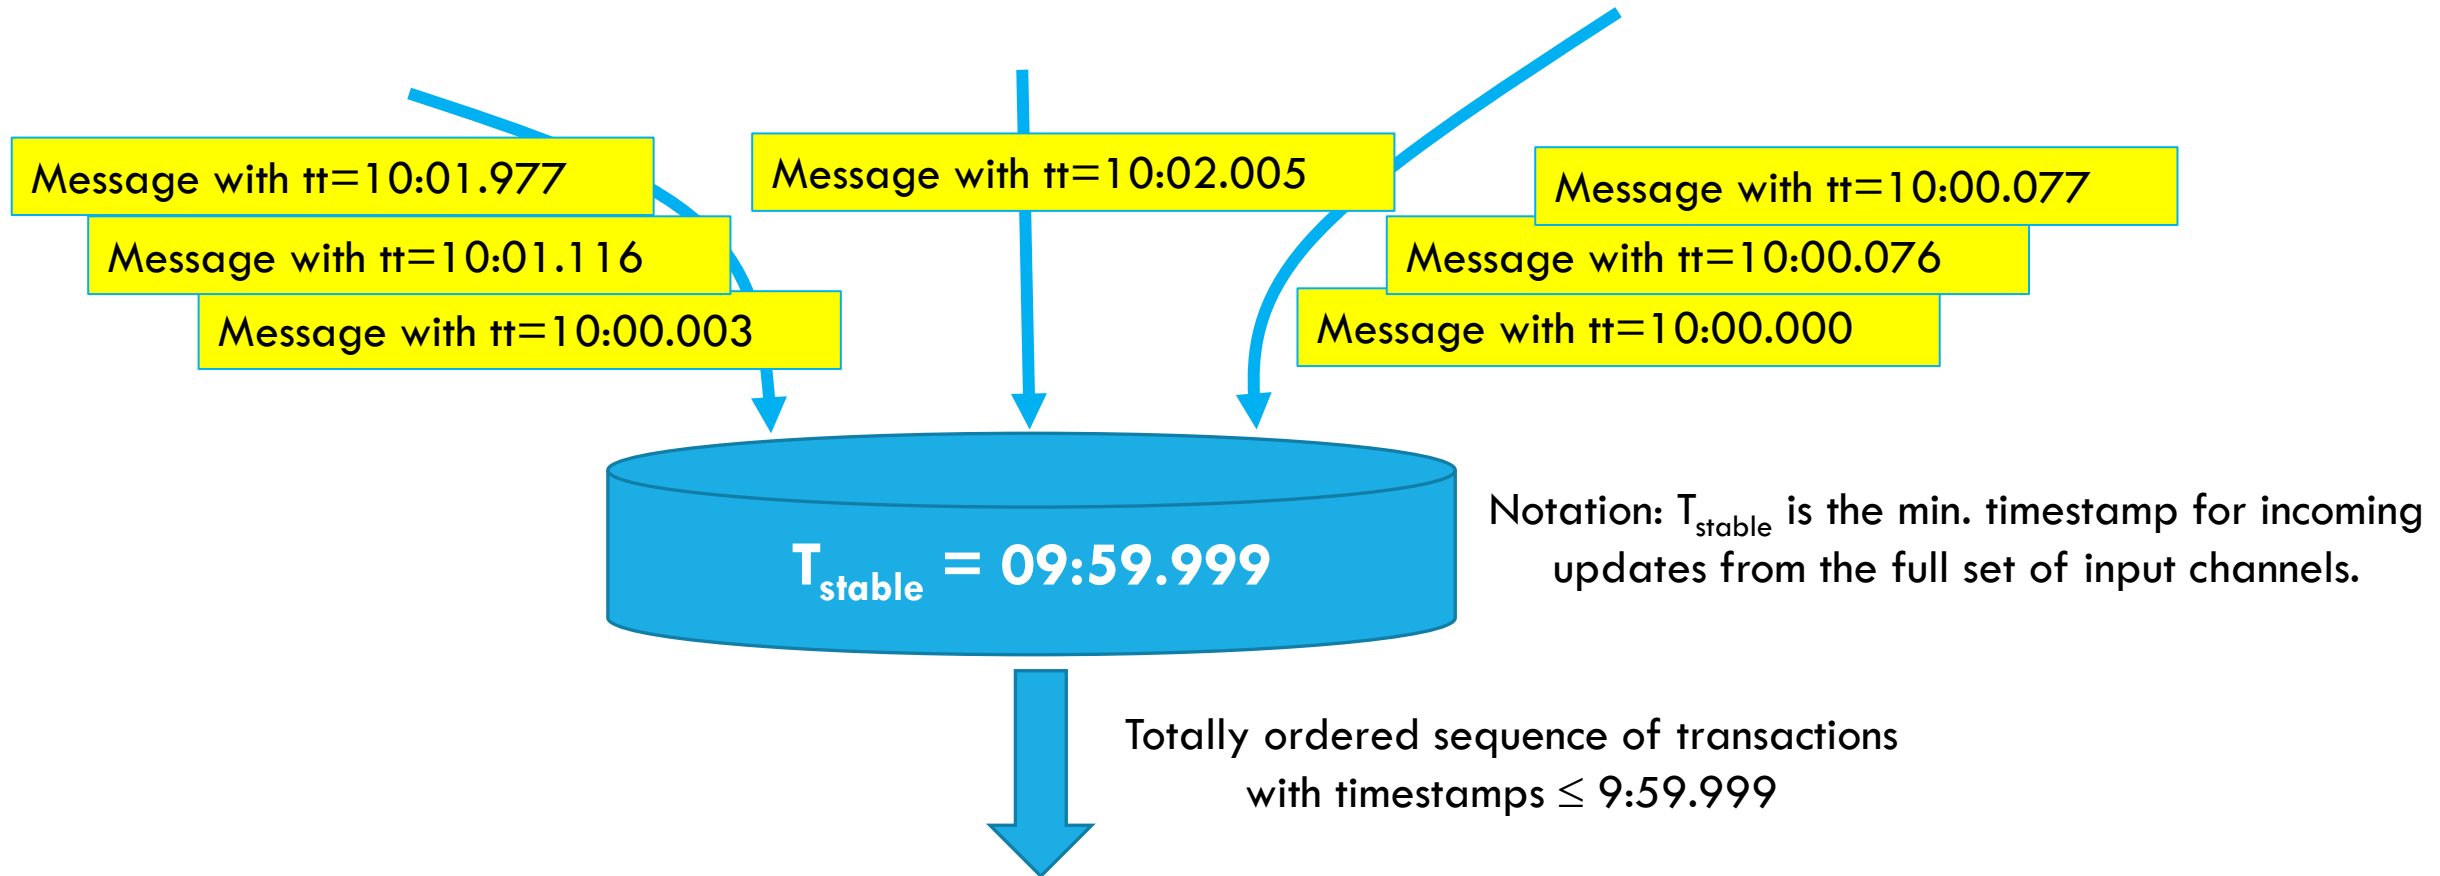 Message with tt=10:01.977
Message with tt=10:01.116
Message with tt=10:00.003
Message with tt=10:02.005
Message with tt=10:00.077
Message with tt=10:00.076
Message with tt=10:00.000
T_stable = 09:59.999
Notation: T_stable is the min. timestamp for incoming
updates from the full set of input channels.
Totally ordered sequence of transactions
with timestamps ≤ 9:59.999